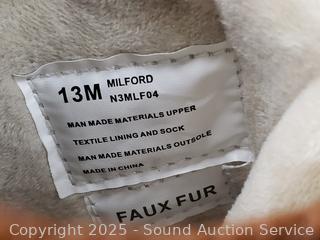 13M MILFORD
N3MLF04
MAN MADE MATERIALS UPPER
TEXTILE LINING AND SOCK
MAN MADE MATERIALS OUTSOLE
MADE IN CHINA
FAUX FUR
Copyright 2025 - Sound Auction Service